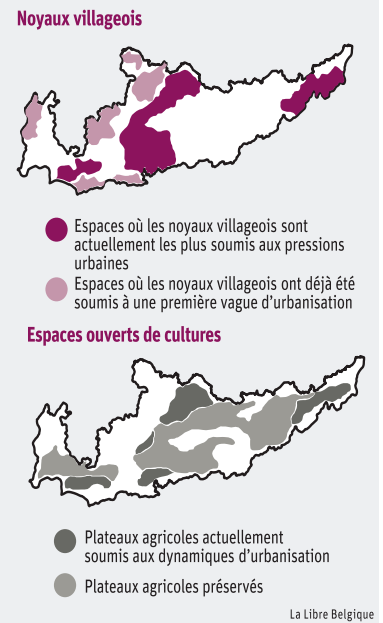 Noyaux villageois
Espaces où les noyaux villageois sont
actuellement les plus soumis aux pressions
urbaines
Espaces où les noyaux villageois ont déjà été
soumis à une première vague d’urbanisation
Espaces ouverts de cultures
Plateaux agricoles actuellement
soumis aux dynamiques d’urbanisation
Plateaux agricoles préservés
La Libre Belgique